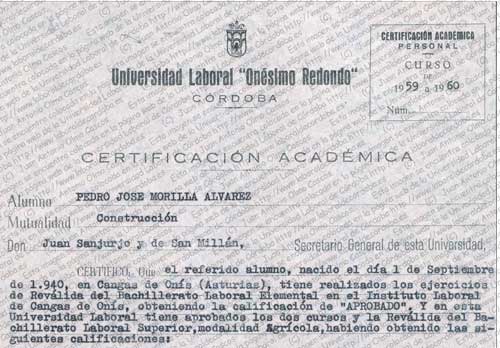 CERTIFICACIÓN ACADÉMICA
PERSONAL
CURSO
DE
1959 a 1960
Núm.
Universidad Laboral "Onésimo Redondo"
CÓRDOBA
CERTIFICACIÓN ACADÉMICA
Alumno PEDRO JOSE MORILLA ALVAREZ
Mutualidad Construcción
Don Juan Sanjurjo y de San Millán, Secretario General de esta Universidad,
CERTIFICO: Que el referido alumno, nacido el día 1 de Septiembre
de 1.940, en Cangas de Onís (Asturias), tiene realizados los ejercicios
de Reválida del Bachillerato Laboral Elemental en el Instituto Laboral
de Cangas de Onís, obteniendo la calificación de "APROBADO". Y en esta
Universidad Laboral tiene aprobados los dos cursos y la Reválida del Ba-
chillerato Laboral Superior, modalidad Agrícola, habiendo obtenido las si-
guientes calificaciones: